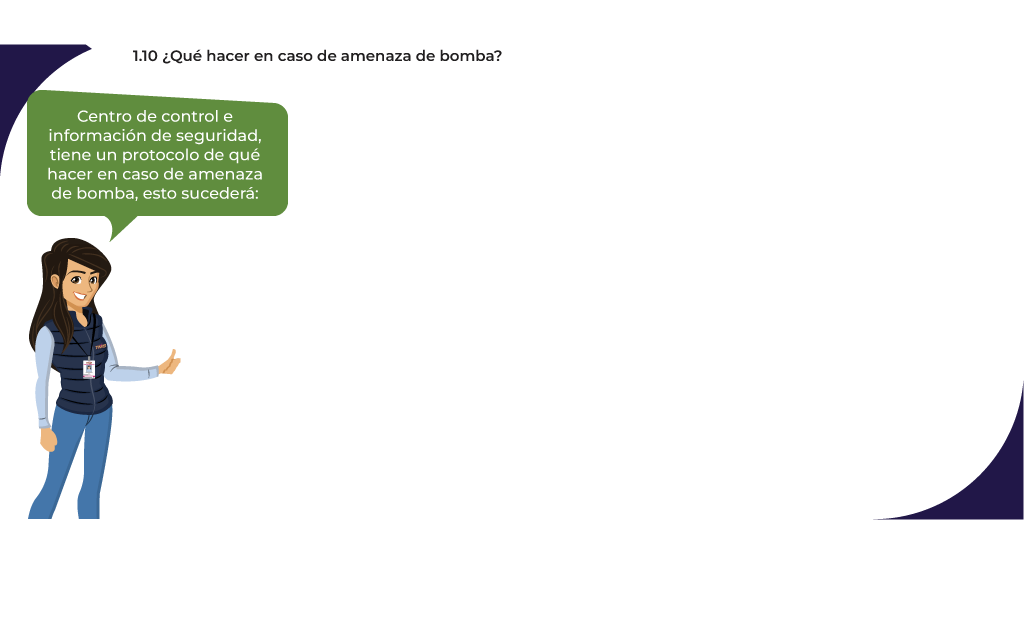 1.10 ¿Qué hacer en caso de amenaza de bomba?
Centro de control e
información de seguridad,
tiene un protocolo de qué
hacer en caso de amenaza
de bomba, esto sucederá: